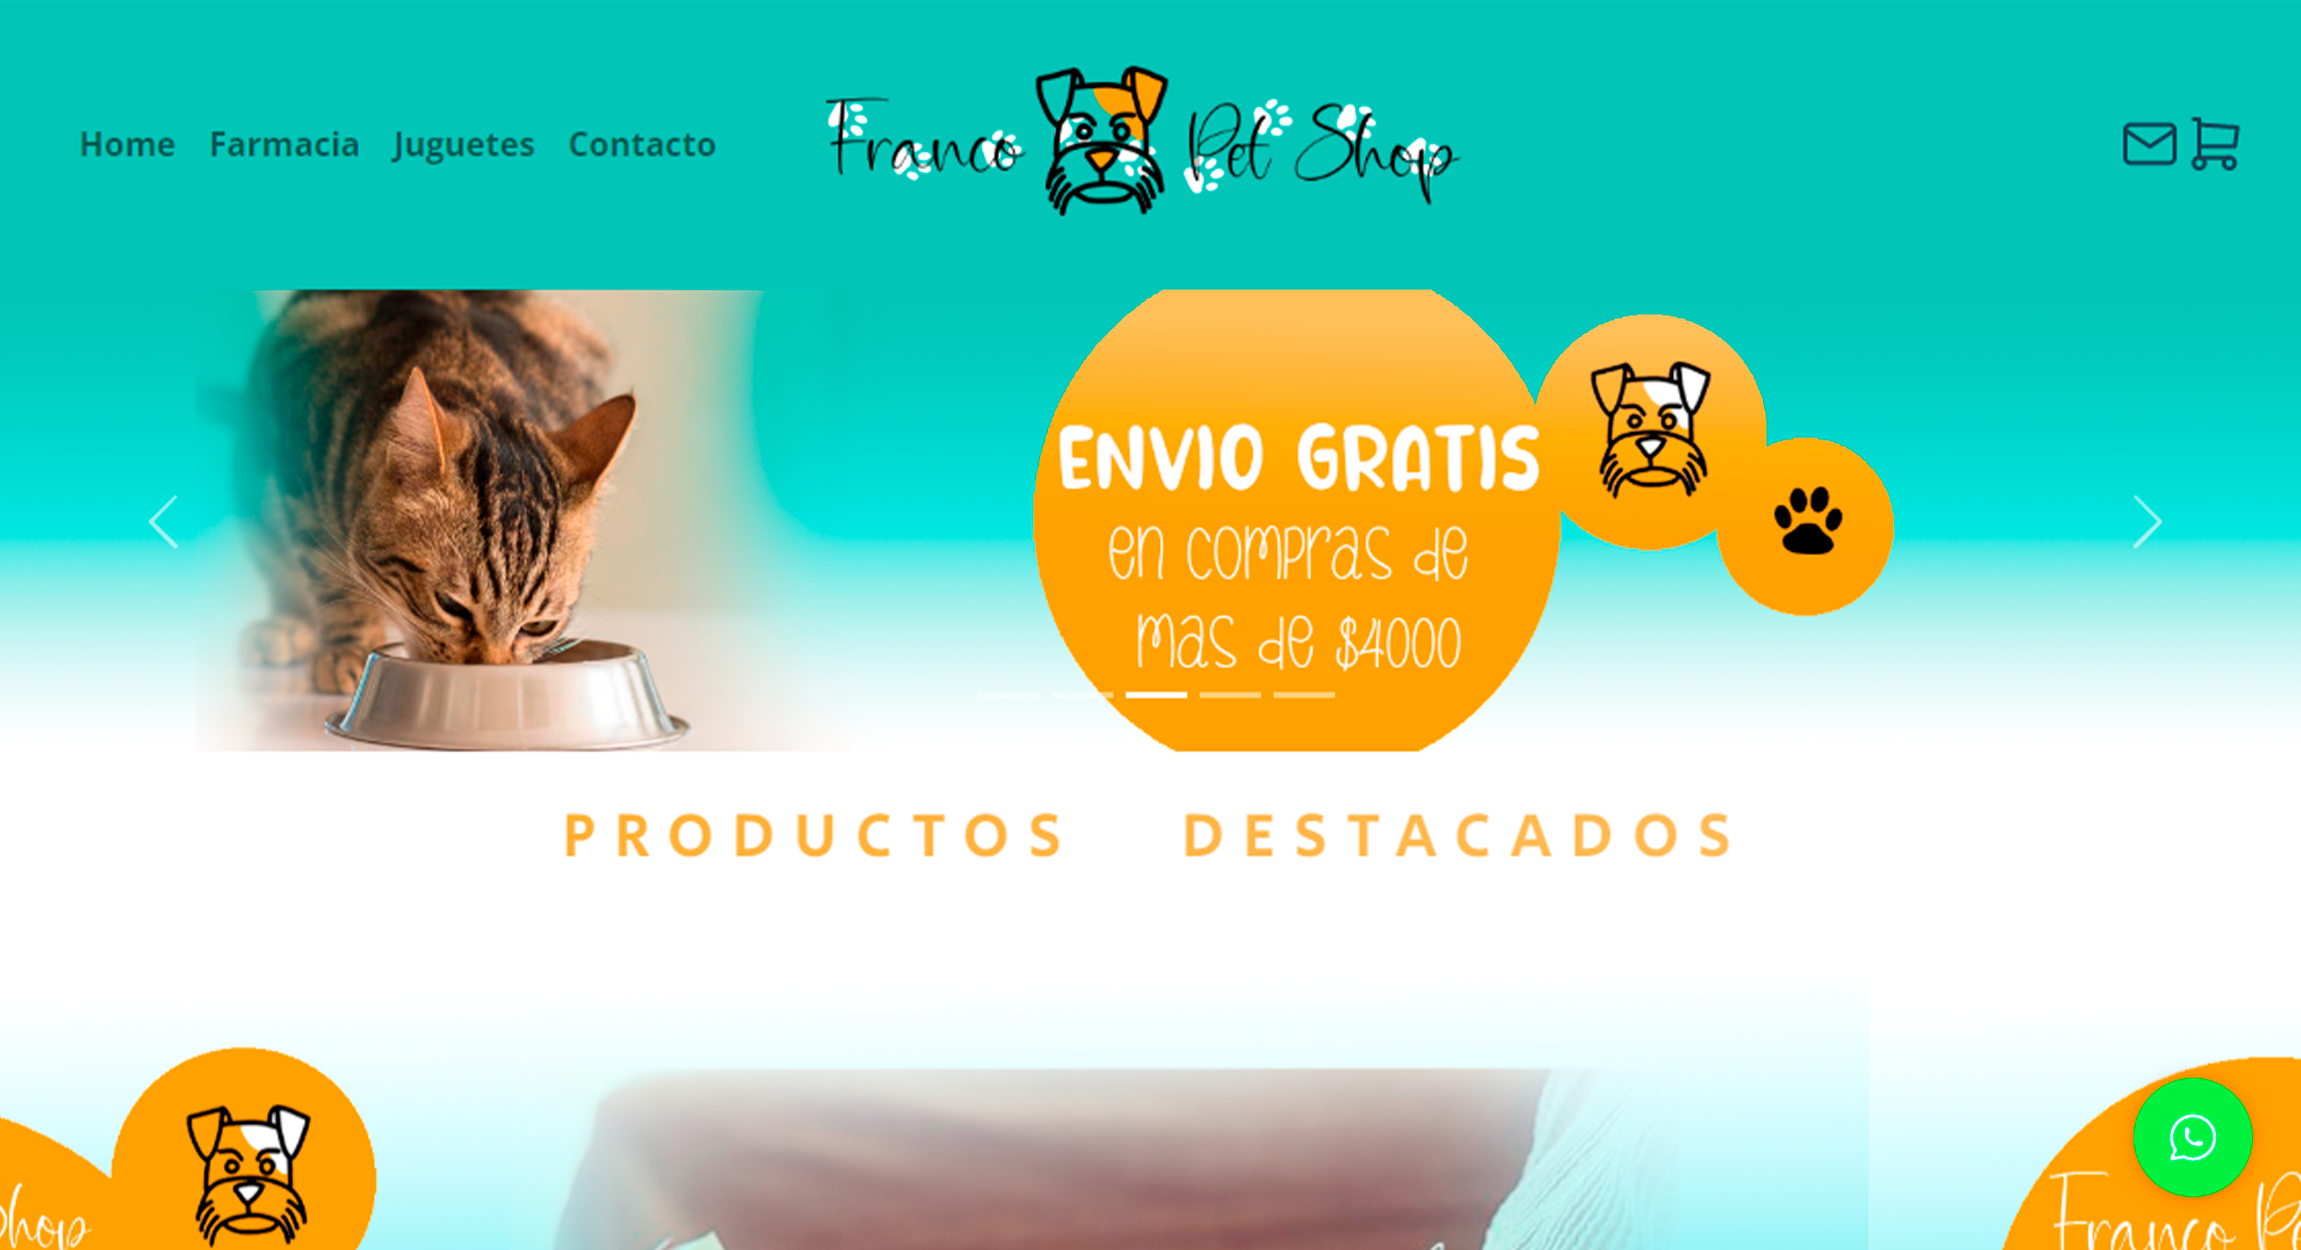 Home Farmacia Juguetes Contacto
Franco Pet Shop
ENVIO GRATIS
en compras de
mas de $4000
PRODUCTOS DESTACADOS
Shop
Franco